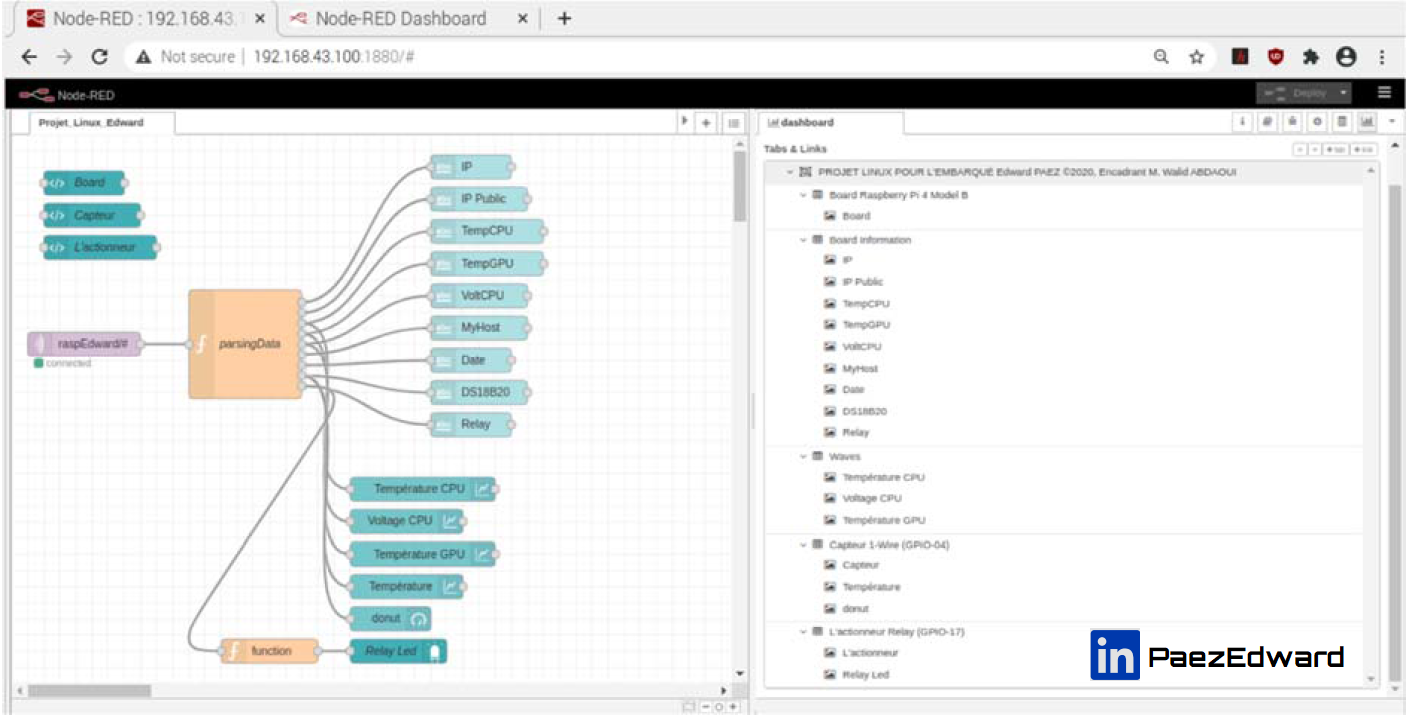 Node-RED : 192.168.43.1
Node-RED Dashboard
Not secure | 192.168.43.100:1880/#
Node-RED
Deploy
Projet_Linux_Edward
Board
Capteur
L'actionneur
raspEdward/#
connected
parsingData
IP
IP Public
TempCPU
TempGPU
VoltCPU
MyHost
Date
DS18B20
Relay
Température CPU
Voltage CPU
Température GPU
Température
donut
function
Relay Led
dashboard
Tabs & Links
PROJET LINUX POUR L'EMBARQUÉ Edward PAEZ ©2020, Encadrant M. Walid ABDAOUI
Board Raspberry Pi 4 Model B
Board
Board Information
IP
IP Public
TempCPU
TempGPU
VoltCPU
MyHost
Date
DS18B20
Relay
Waves
Température CPU
Voltage CPU
Température GPU
Capteur 1-Wire (GPIO-04)
Capteur
Température
donut
L'actionneur Relay (GPIO-17)
L'actionneur
Relay Led
in PaezEdward